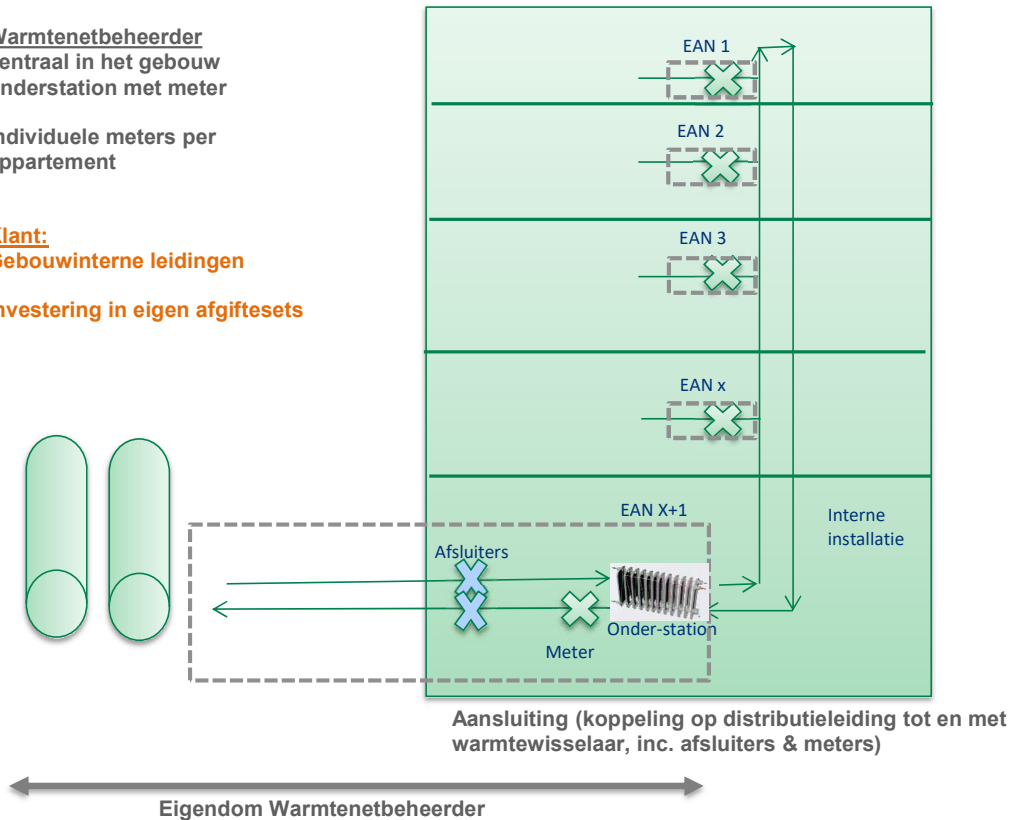 Warmtenetbeheerder
entraal in het gebouw
nderstation met meter
ndividuele meters per
ppartement
Klant:
Gebouwinterne leidingen
nvestering in eigen afgiftesets
EAN 1
EAN 2
EAN 3
EAN x
EAN X+1
Interne
installatie
Afsluiters
Onder-station
Meter
Aansluiting (koppeling op distributieleiding tot en met
warmtewisselaar, inc. afsluiters & meters)
Eigendom Warmtenetbeheerder